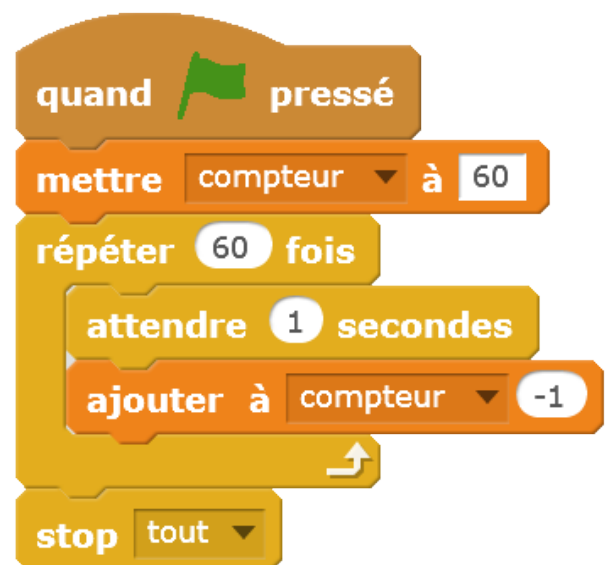 quand pressé
mettre compteur à 60
répéter 60 fois
attendre 1 secondes
ajouter à compteur -1
stop tout